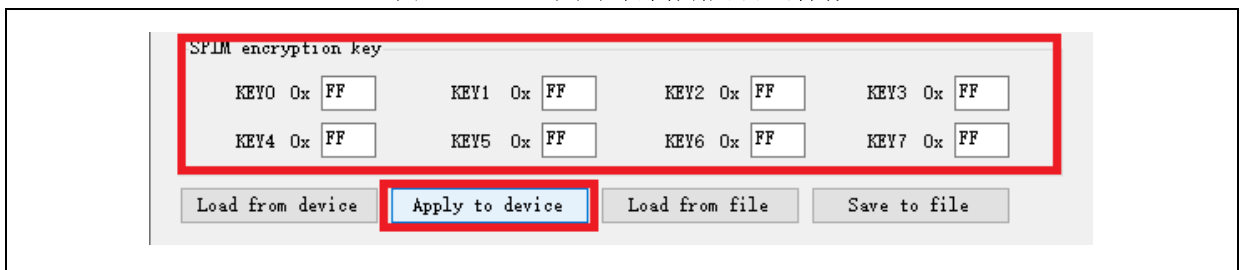 SPIM encryption key
KEY0 0x FF KEY1 0x FF KEY2 0x FF KEY3 0x FF
KEY4 0x FF KEY5 0x FF KEY6 0x FF KEY7 0x FF
Load from device Apply to device Load from file Save to file